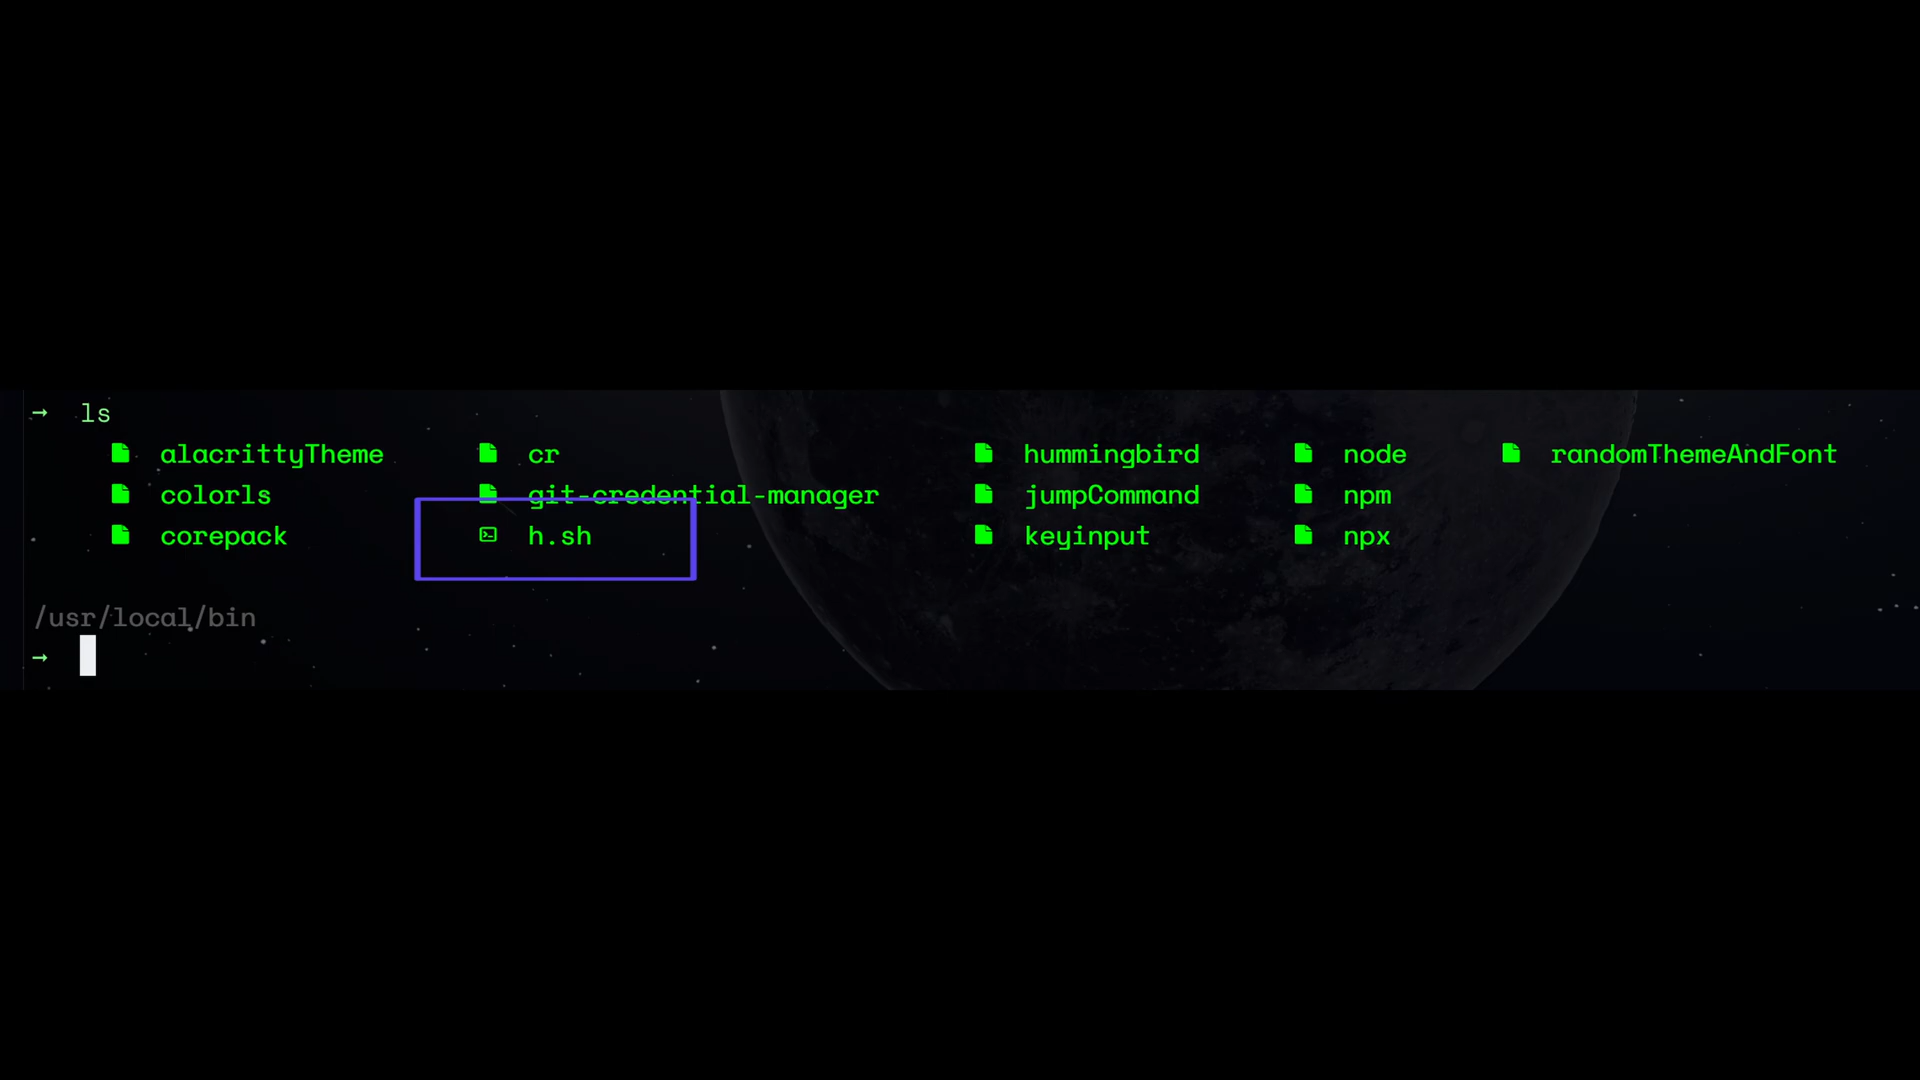 → ls
alacrittyTheme cr hummingbird node randomThemeAndFont
colorls git-credential-manager jumpCommand npm
corepack h.sh keyinput npx
/usr/local/bin
→